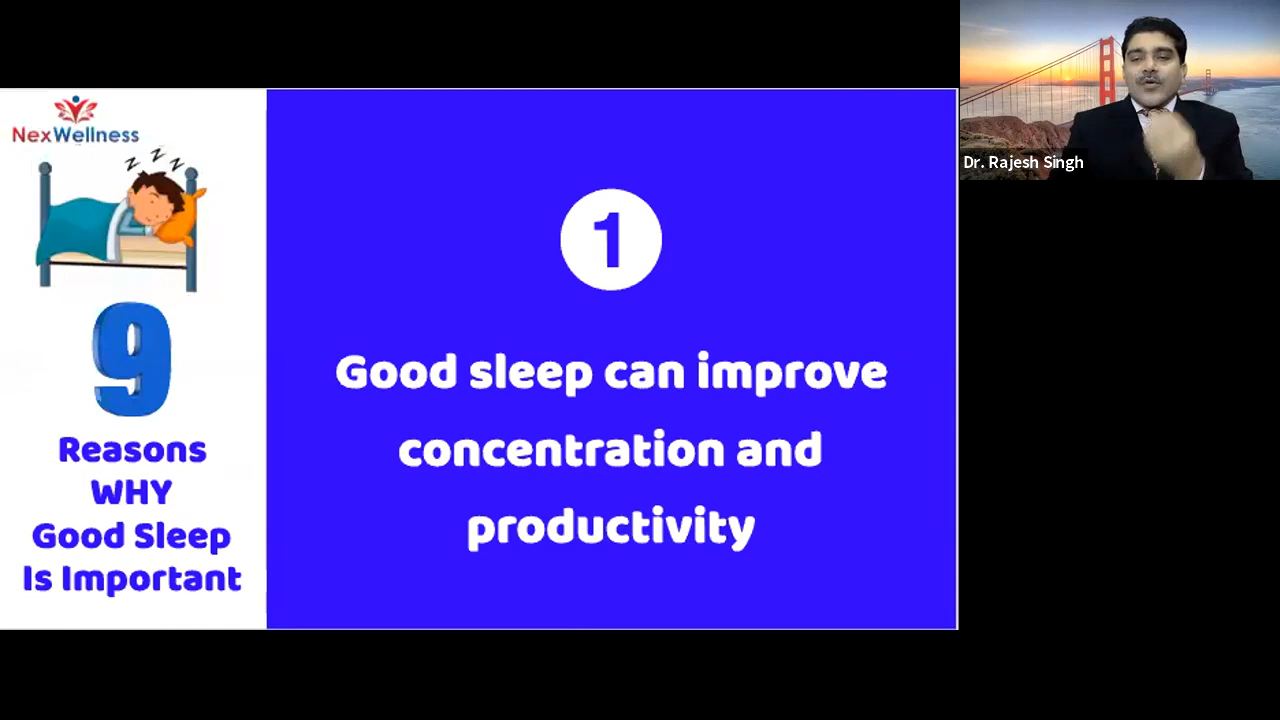 NexWellness
z z z
9
Reasons
WHY
Good Sleep
Is Important
1
Good sleep can improve
concentration and
productivity
Dr. Rajesh Singh